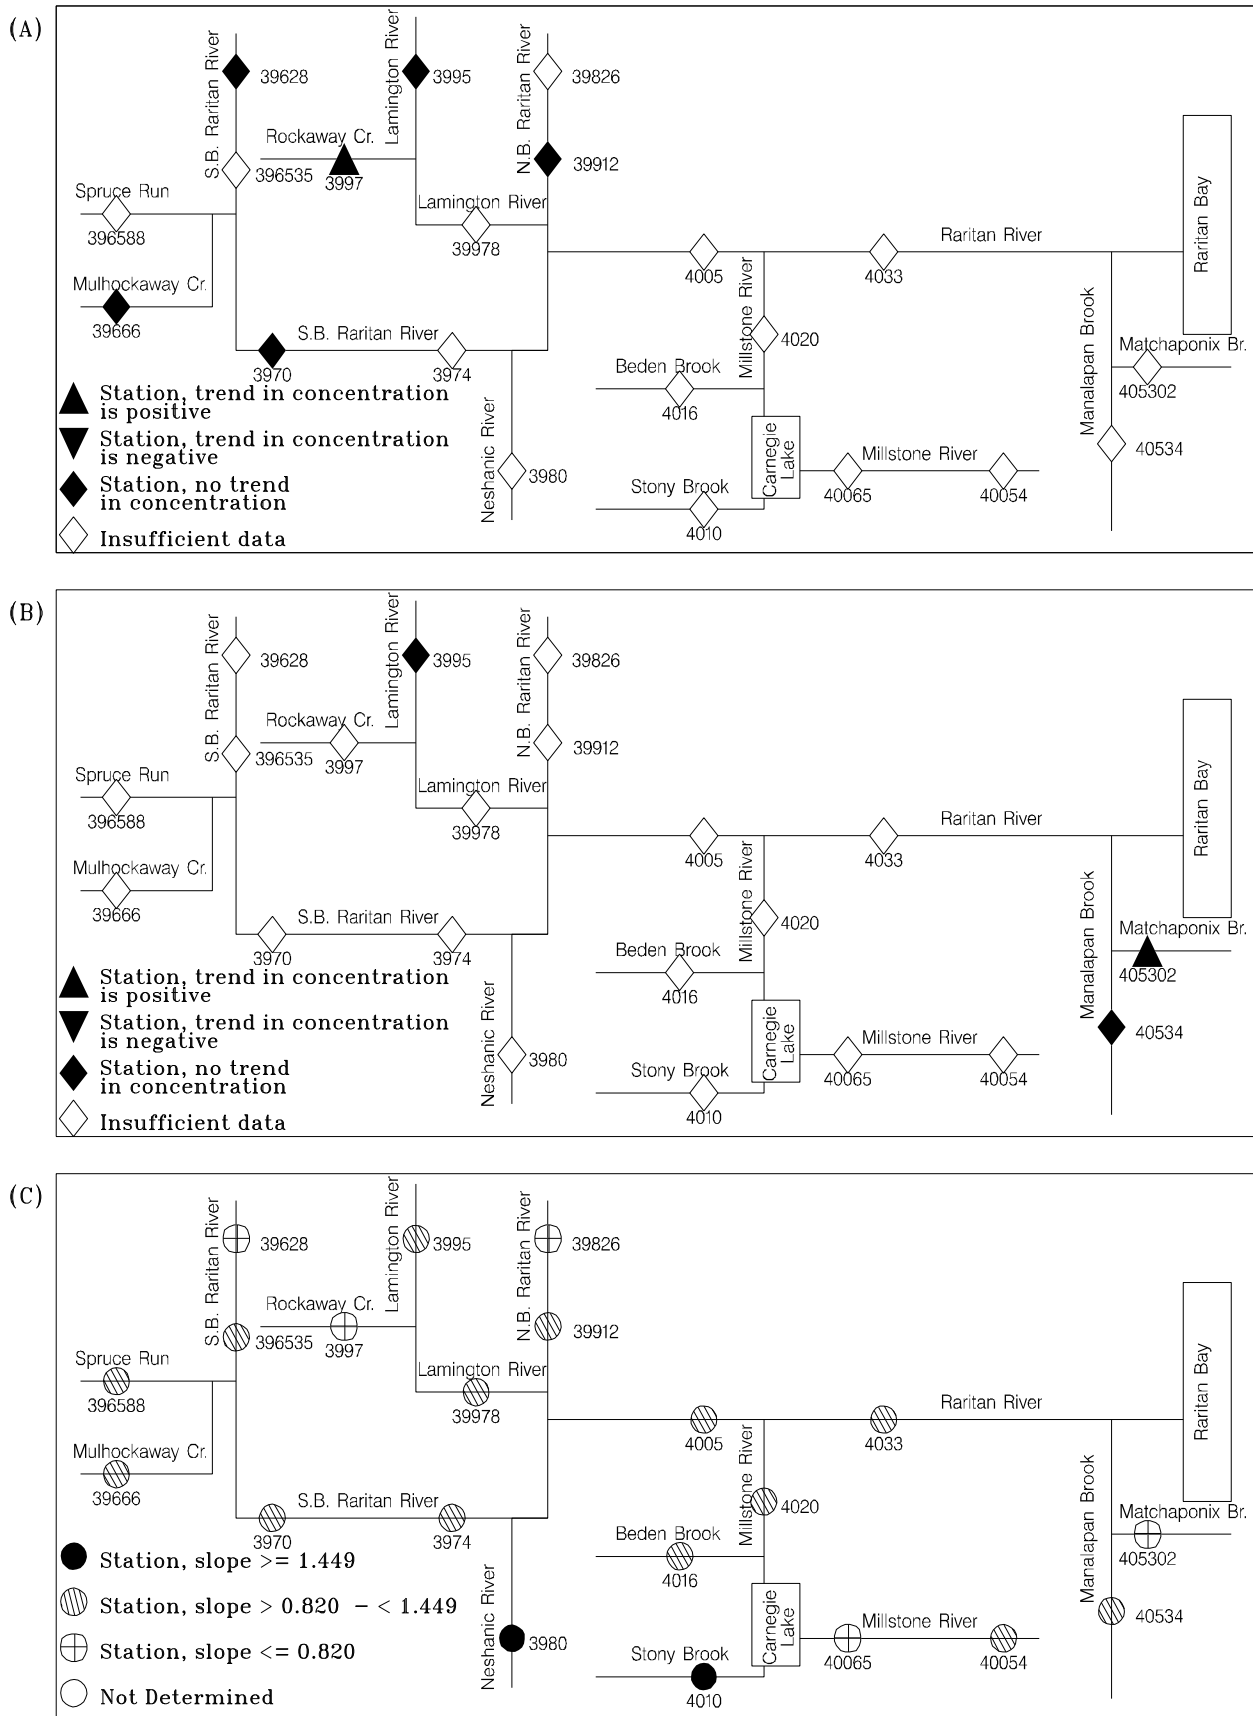 (A)
S.B. Raritan River
39628
Lamington River
3995
N.B. Raritan River
39826
Rockaway Cr.
396535
3997
39912
Spruce Run
396588
Lamington River
39978
Raritan River
4005
4033
Raritan Bay
Mulhockaway Cr.
39666
S.B. Raritan River
3970
3974
Millstone River
4020
Manalapan Brook
Matchaponix Br.
405302
Beden Brook
4016
40534
Neshanic River
3980
Carnegie
Lake
Millstone River
40065
40054
Stony Brook
4010
Station, trend in concentration
is positive
Station, trend in concentration
is negative
Station, no trend
in concentration
Insufficient data
(B)
S.B. Raritan River
39628
Lamington River
3995
N.B. Raritan River
39826
Rockaway Cr.
396535
3997
39912
Spruce Run
396588
Lamington River
39978
Raritan River
4005
4033
Raritan Bay
Mulhockaway Cr.
39666
S.B. Raritan River
3970
3974
Millstone River
4020
Manalapan Brook
Matchaponix Br.
405302
Beden Brook
4016
40534
Neshanic River
3980
Carnegie
Lake
Millstone River
40065
40054
Stony Brook
4010
Station, trend in concentration
is positive
Station, trend in concentration
is negative
Station, no trend
in concentration
Insufficient data
(C)
S.B. Raritan River
39628
Lamington River
3995
N.B. Raritan River
39826
Rockaway Cr.
396535
3997
39912
Spruce Run
396588
Lamington River
39978
Raritan River
4005
4033
Raritan Bay
Mulhockaway Cr.
39666
S.B. Raritan River
3970
3974
Millstone River
4020
Manalapan Brook
Matchaponix Br.
405302
Beden Brook
4016
40534
Neshanic River
3980
Carnegie
Lake
Millstone River
40065
40054
Stony Brook
4010
Station, slope >= 1.449
Station, slope > 0.820 - < 1.449
Station, slope <= 0.820
Not Determined